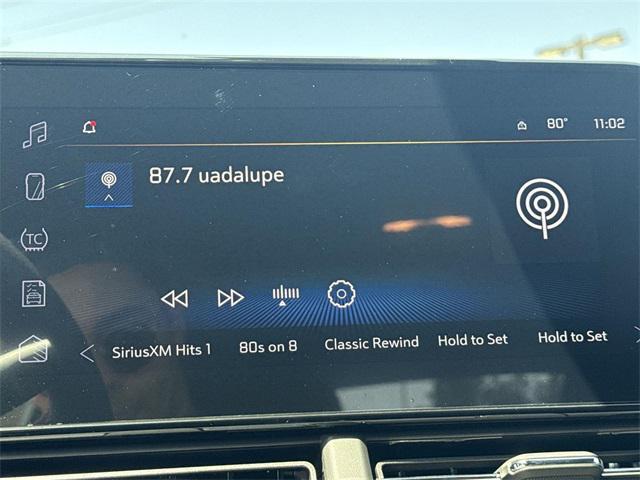 80° 11:02
87.7 uadalupe
TC
SiriusXM Hits 1 80s on 8 Classic Rewind Hold to Set Hold to Set